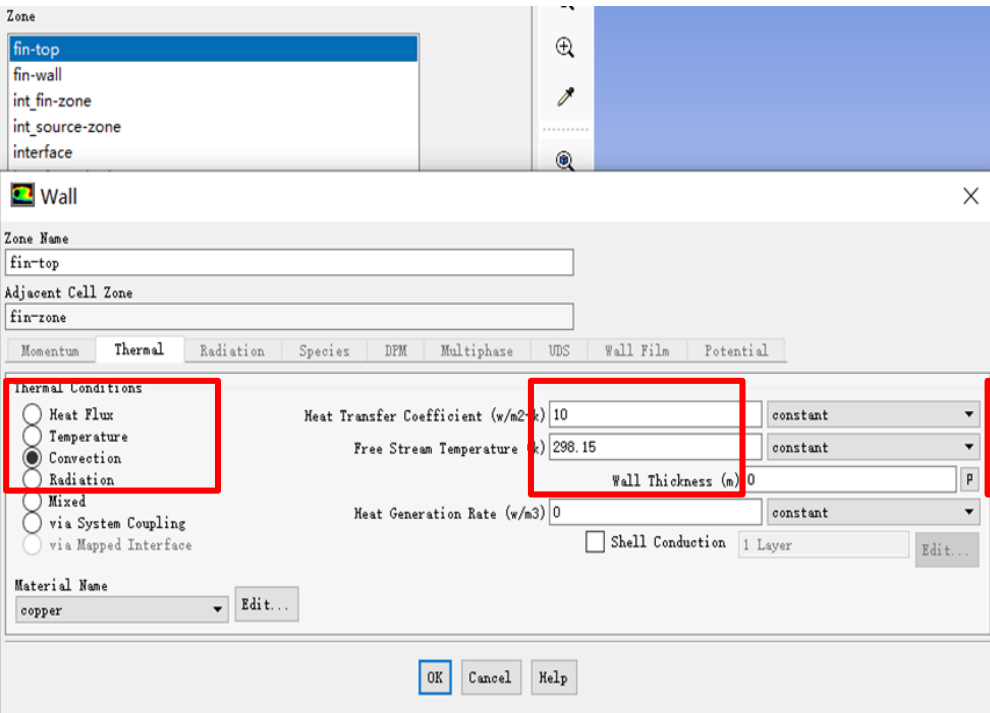 Zone
fin-top
fin-wall
int_fin-zone
int_source-zone
interface
Wall
Zone Name
fin-top
Adjacent Cell Zone
fin-zone
Momentum Thermal Radiation Species DPM Multiphase UDS Wall Film Potential
Thermal Conditions
Heat Flux
Temperature
Convection
Radiation
Mixed
via System Coupling
via Mapped Interface
Heat Transfer Coefficient (w/m2-k) 10 constant
Free Stream Temperature (k) 298.15 constant
Wall Thickness (m) 0 P
Heat Generation Rate (w/m3) 0 constant
Shell Conduction 1 Layer Edit...
Material Name
copper Edit...
OK Cancel Help